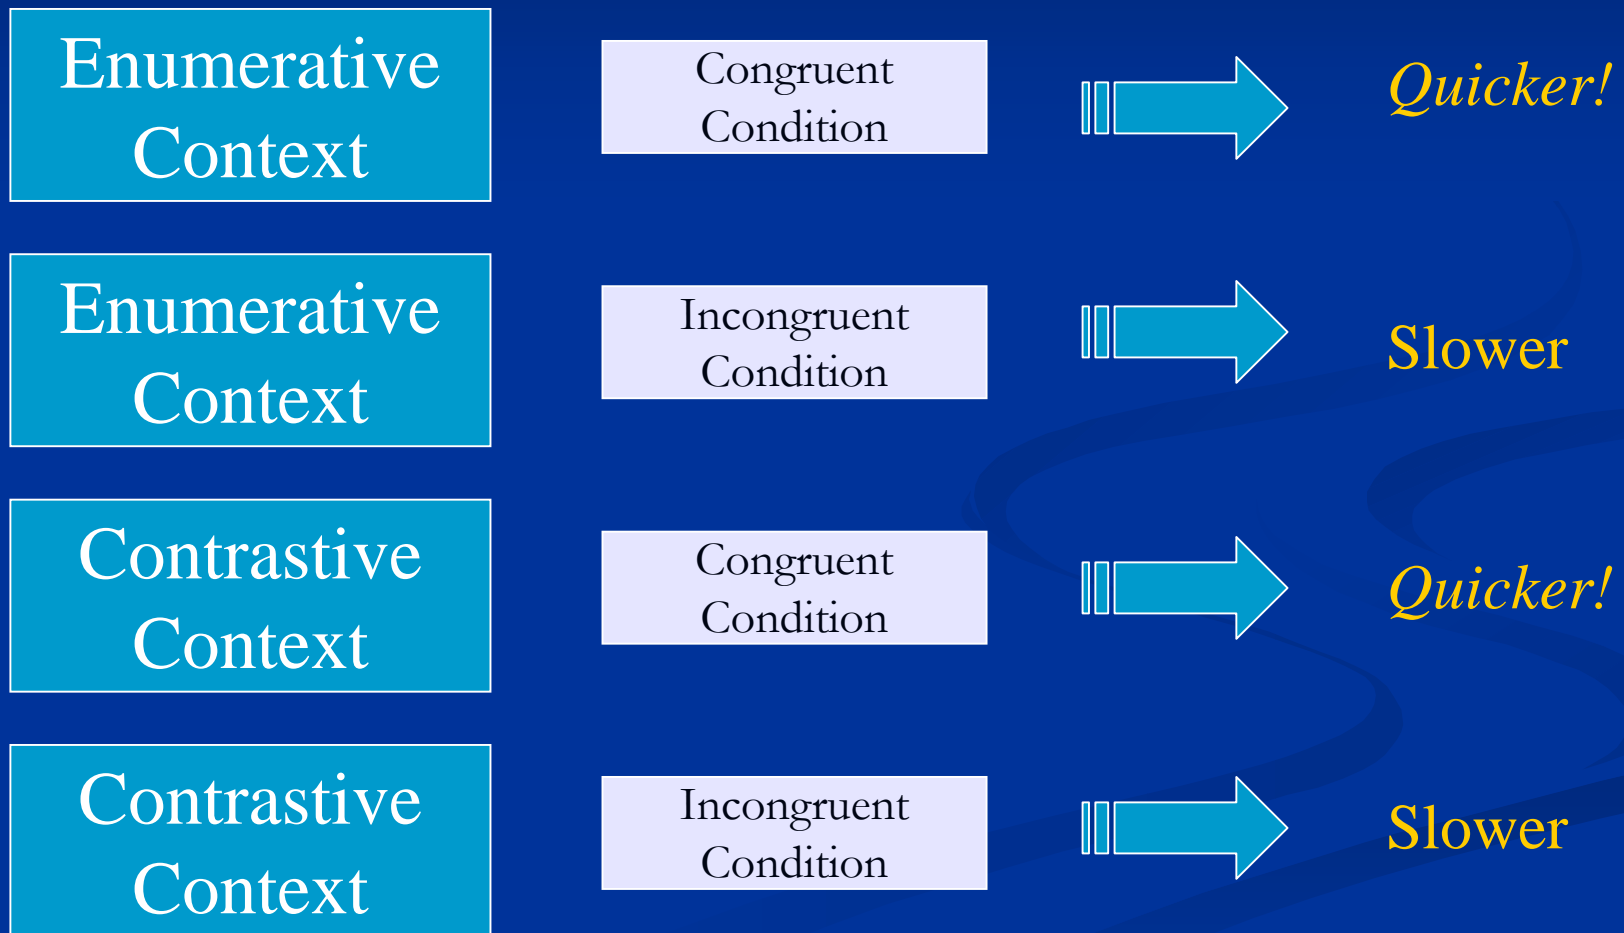 Enumerative
Context
Congruent
Condition
Quicker!
Enumerative
Context
Incongruent
Condition
Slower
Contrastive
Context
Congruent
Condition
Quicker!
Contrastive
Context
Incongruent
Condition
Slower